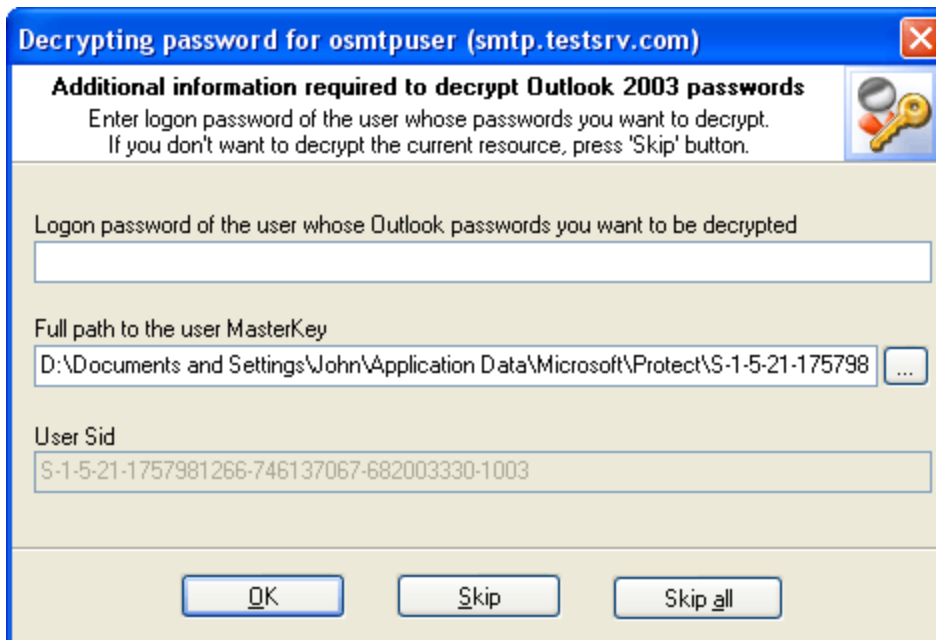 Decrypting password for osmtpuser (smtp.testsrv.com)
Additional information required to decrypt Outlook 2003 passwords
Enter logon password of the user whose passwords you want to decrypt.
If you don't want to decrypt the current resource, press 'Skip' button.
Logon password of the user whose Outlook passwords you want to be decrypted
Full path to the user MasterKey
D:\Documents and Settings\John\Application Data\Microsoft\Protect\S-1-5-21-175798
...
User Sid
S-1-5-21-1757981266-746137067-682003330-1003
OK Skip Skip all